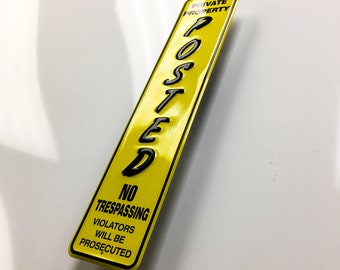 PRIVATE
PROPERTY
POSTED
NO
TRESPASSING
VIOLATORS
WILL BE
PROSECUTED